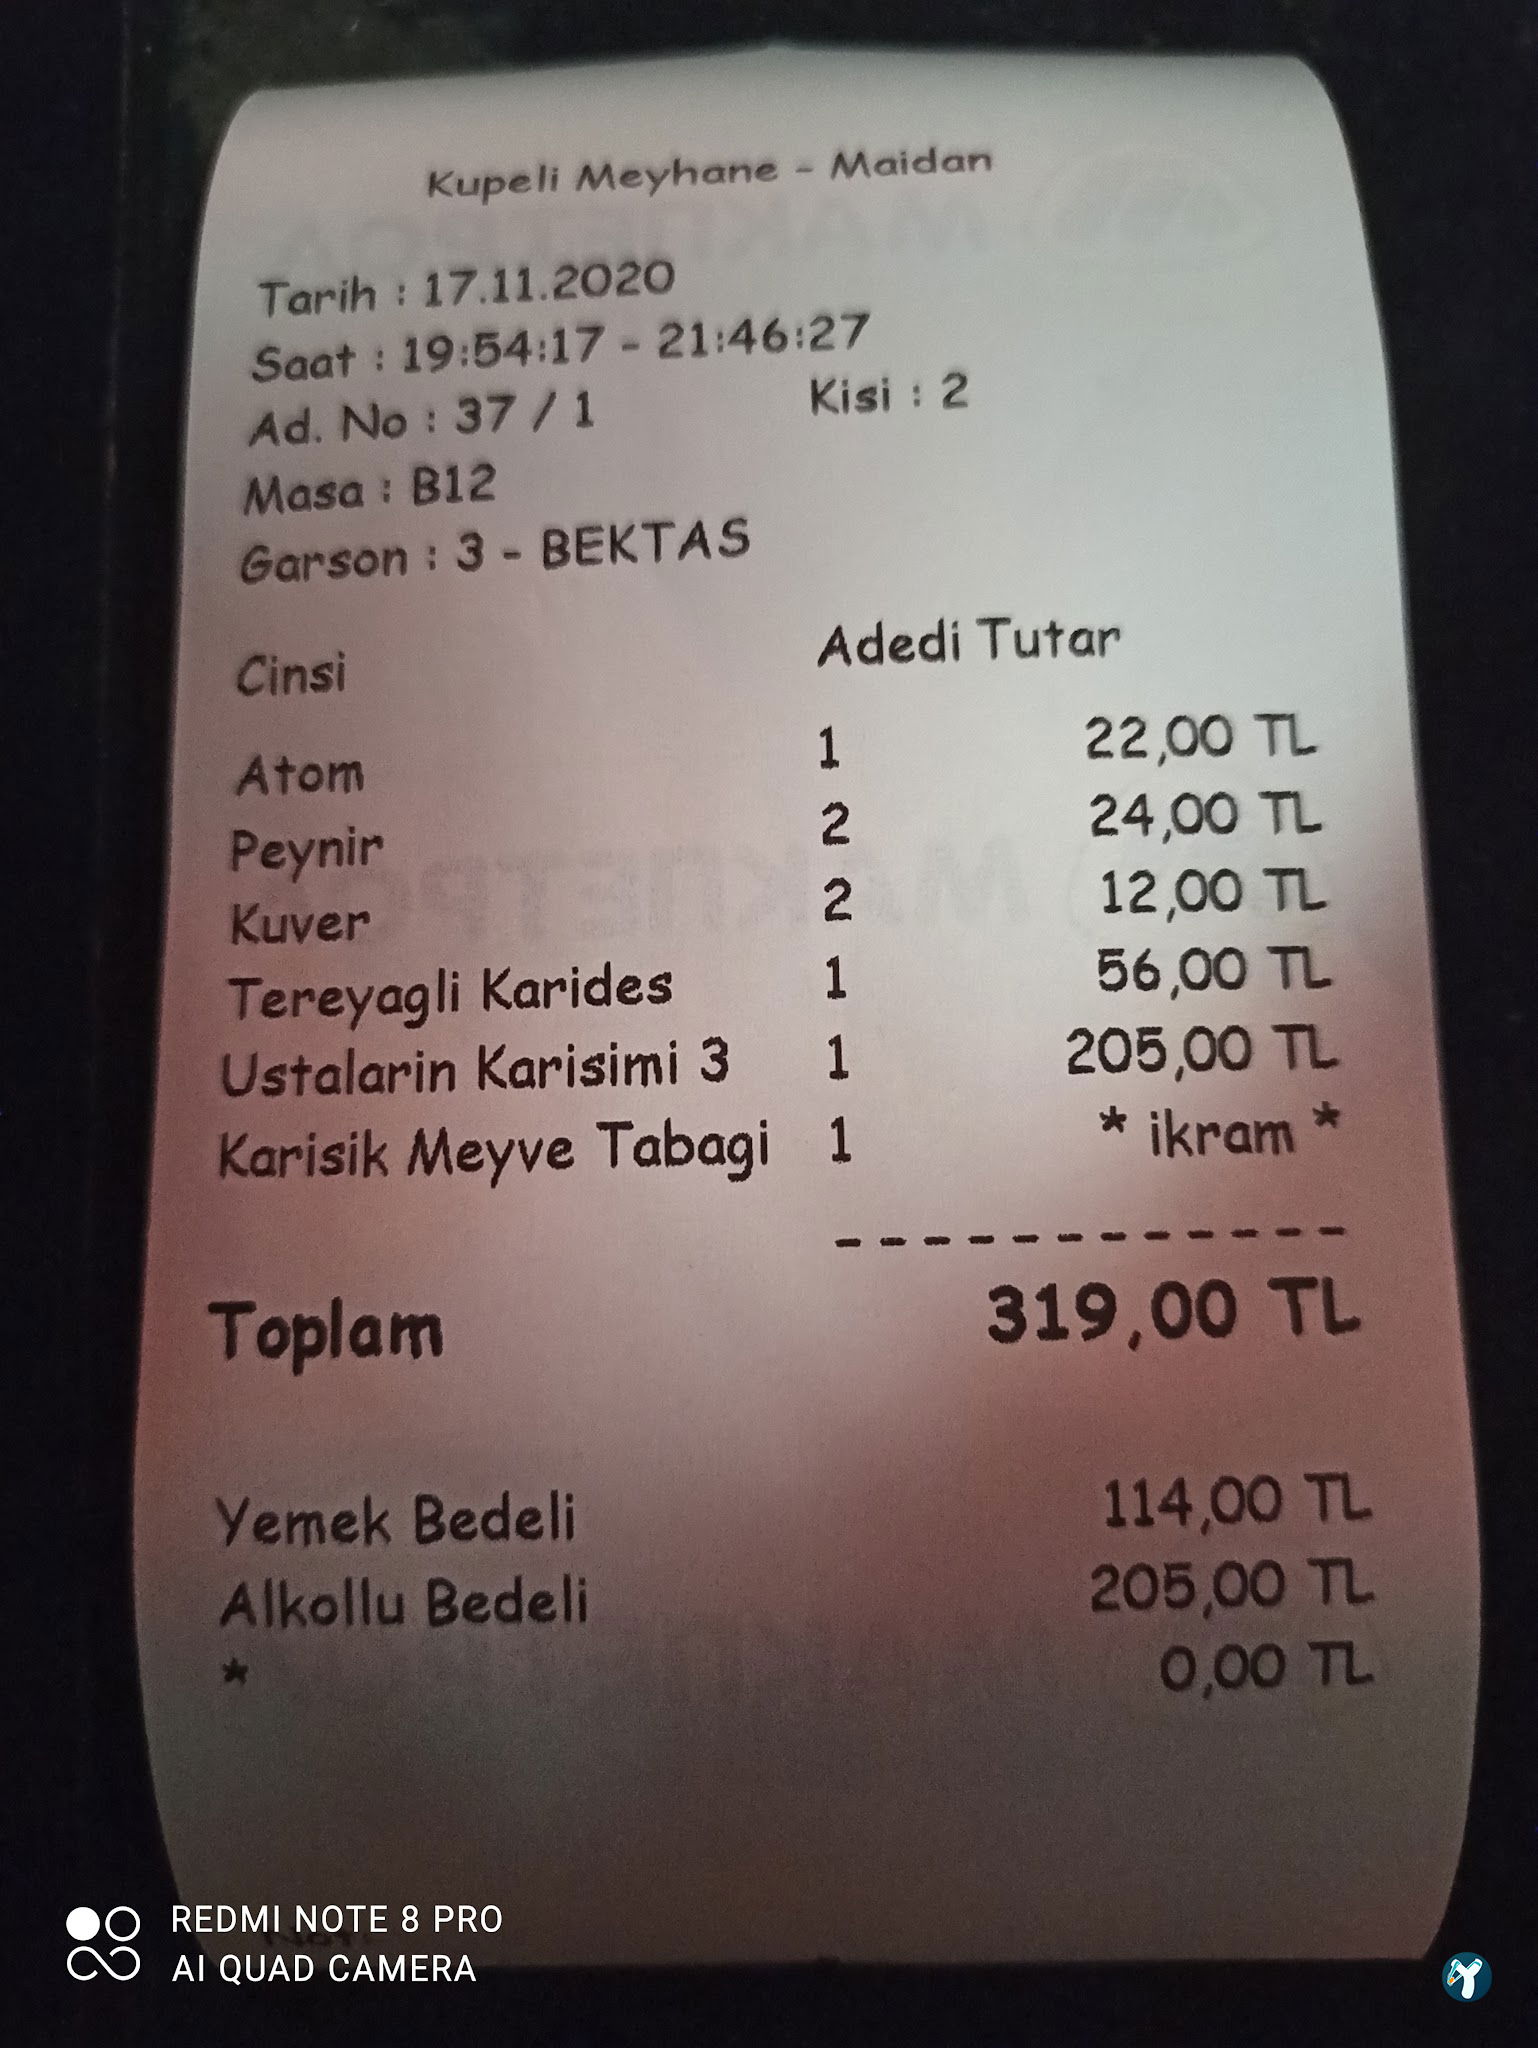 Kupeli Meyhane - Maidan
Tarih : 17.11.2020
Saat : 19:54:17 - 21:46:27
Ad. No : 37 / 1 Kisi : 2
Masa : B12
Garson : 3 - BEKTAS
Cinsi Adedi Tutar
Atom 1 22,00 TL
Peynir 2 24,00 TL
Kuver 2 12,00 TL
Tereyagli Karides 1 56,00 TL
Ustalarin Karisimi 3 1 205,00 TL
Karisik Meyve Tabagi 1 * ikram *
------------
Toplam 319,00 TL
Yemek Bedeli 114,00 TL
Alkollu Bedeli 205,00 TL
* 0,00 TL
REDMI NOTE 8 PRO
AI QUAD CAMERA